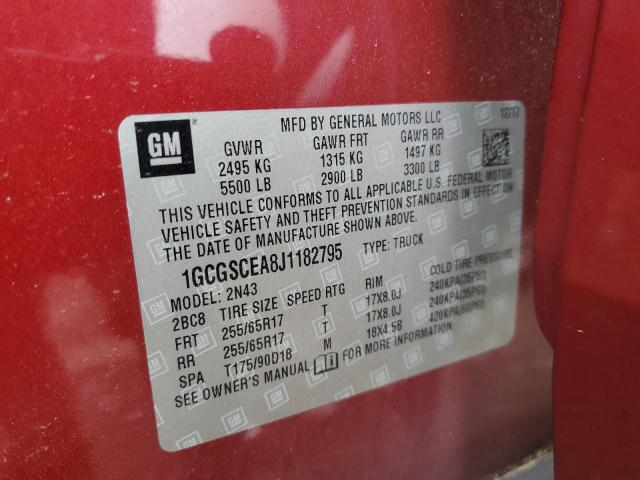 GM
MFD BY GENERAL MOTORS LLC 12/17
GVWR GAWR FRT GAWR RR
2495 KG 1315 KG 1497 KG
5500 LB 2900 LB 3300 LB
THIS VEHICLE CONFORMS TO ALL APPLICABLE U.S. FEDERAL MOTOR
VEHICLE SAFETY AND THEFT PREVENTION STANDARDS IN EFFECT ON
THE DATE OF MANUFACTURE SHOWN ABOVE.
1GCGSCEA8J1182795 TYPE: TRUCK
MODEL: 2N43
2BC8 TIRE SIZE SPEED RTG RIM COLD TIRE PRESSURE
FRT 255/65R17 T 17X8.0J 240KPA(35PSI)
RR 255/65R17 T 17X8.0J 240KPA(35PSI)
SPA T175/90D18 M 18X4.5B 420KPA(60PSI)
SEE OWNER'S MANUAL FOR MORE INFORMATION.